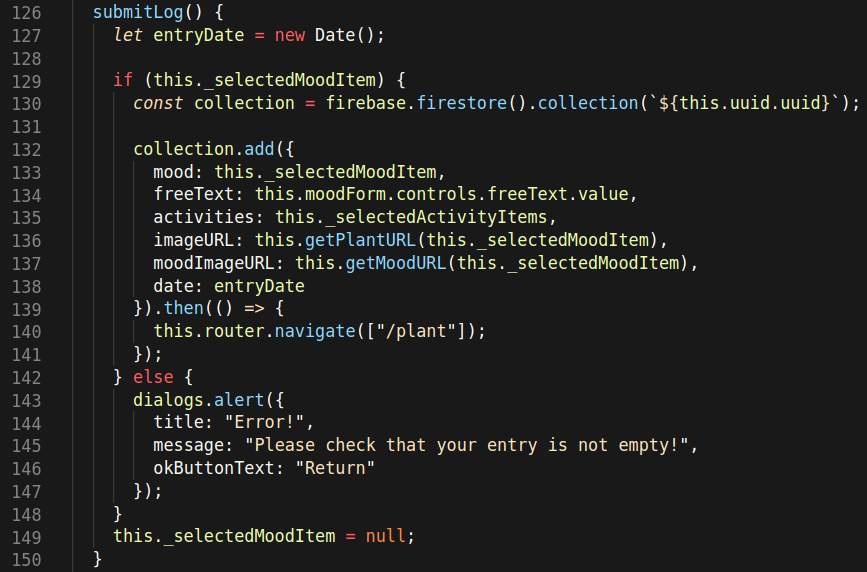 126 submitLog() {
127 let entryDate = new Date();
128
129 if (this._selectedMoodItem) {
130 const collection = firebase.firestore().collection(`${this.uuid.uuid}`);
131
132 collection.add({
133 mood: this._selectedMoodItem,
134 freeText: this.moodForm.controls.freeText.value,
135 activities: this._selectedActivityItems,
136 imageURL: this.getPlantURL(this._selectedMoodItem),
137 moodImageURL: this.getMoodURL(this._selectedMoodItem),
138 date: entryDate
139 }).then(() => {
140 this.router.navigate(["/plant"]);
141 });
142 } else {
143 dialogs.alert({
144 title: "Error!",
145 message: "Please check that your entry is not empty!",
146 okButtonText: "Return"
147 });
148 }
149 this._selectedMoodItem = null;
150 }